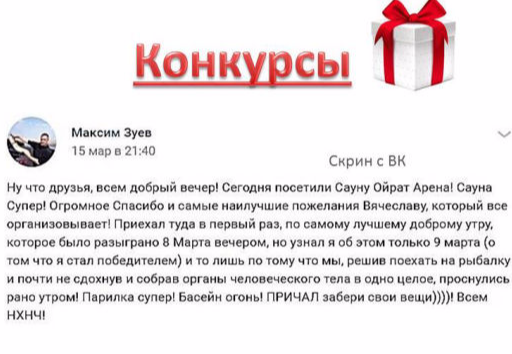 Конкурсы
Максим Зуев
15 мар в 21:40
Скрин с ВК
Ну что друзья, всем добрый вечер! Сегодня посетили Сауну Ойрат Арена! Сауна
Супер! Огромное Спасибо и самые наилучшие пожелания Вячеславу, который все
организовывает! Приехал туда в первый раз, по самому лучшему доброму утру,
которое было разыграно 8 Марта вечером, но узнал я об этом только 9 марта (о
том что я стал победителем) и то лишь по тому что мы, решив поехать на рыбалку
и почти не сдохнув и собрав органы человеческого тела в одно целое, проснулись
рано утром! Парилка супер! Басейн огонь! ПРИЧАЛ забери свои вещи))))! Всем
НХНЧ!